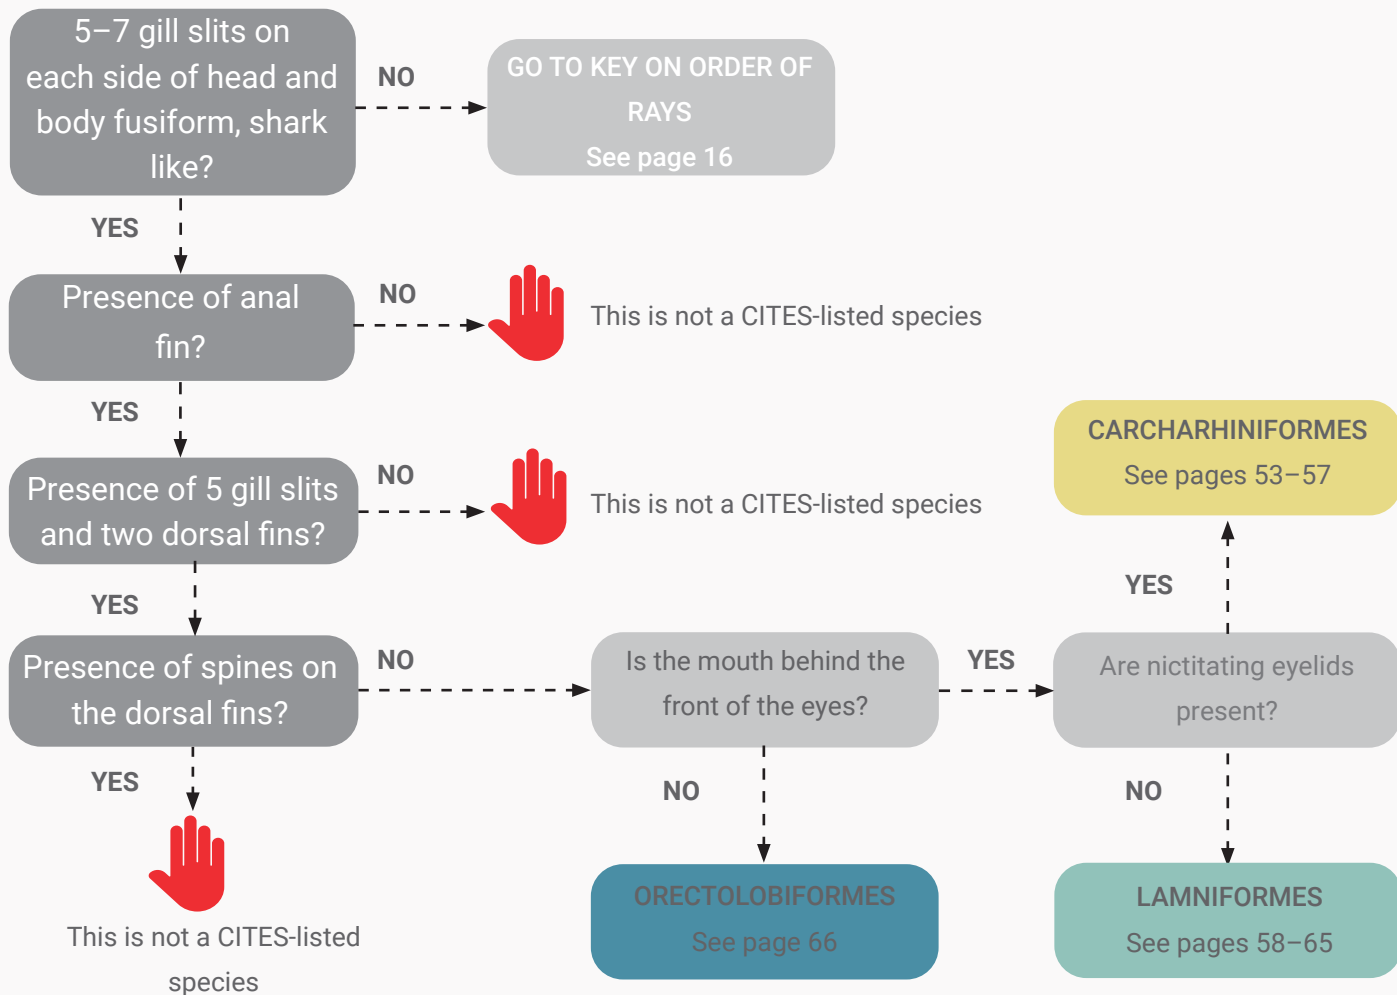 5–7 gill slits on
each side of head and
body fusiform, shark
like?
NO
GO TO KEY ON ORDER OF
RAYS
See page 16
YES
Presence of anal
fin?
NO
This is not a CITES-listed species
YES
Presence of 5 gill slits
and two dorsal fins?
NO
This is not a CITES-listed species
CARCHARHINIFORMES
See pages 53–57
YES
YES
Presence of spines on
the dorsal fins?
NO
Is the mouth behind the
front of the eyes?
YES
Are nictitating eyelids
present?
YES
NO
NO
This is not a CITES-listed
species
ORECTOLOBIFORMES
See page 66
LAMNIFORMES
See pages 58–65